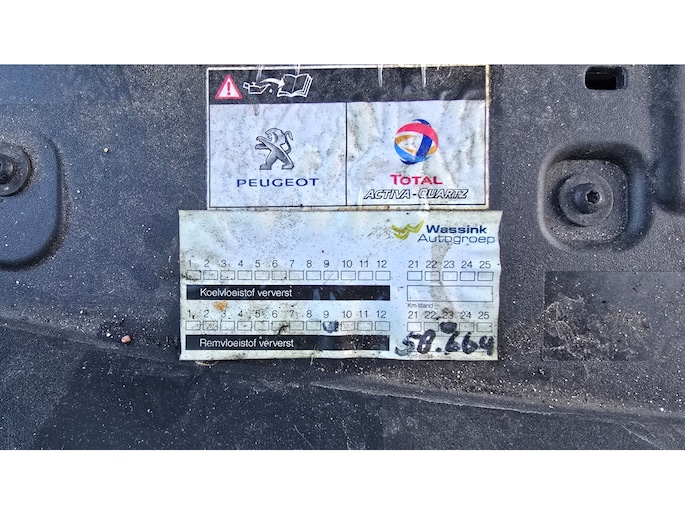 PEUGEOT
TOTAL
ACTIVA-QUARTZ
Wassink
Autogroep
1 2 3 4 5 6 7 8 9 10 11 12 21 22 23 24 25
Koelvloeistof ververst
Km-stand
1 2 3 4 5 6 7 8 9 10 11 12 21 22 23 24 25
Remvloeistof ververst
58.664